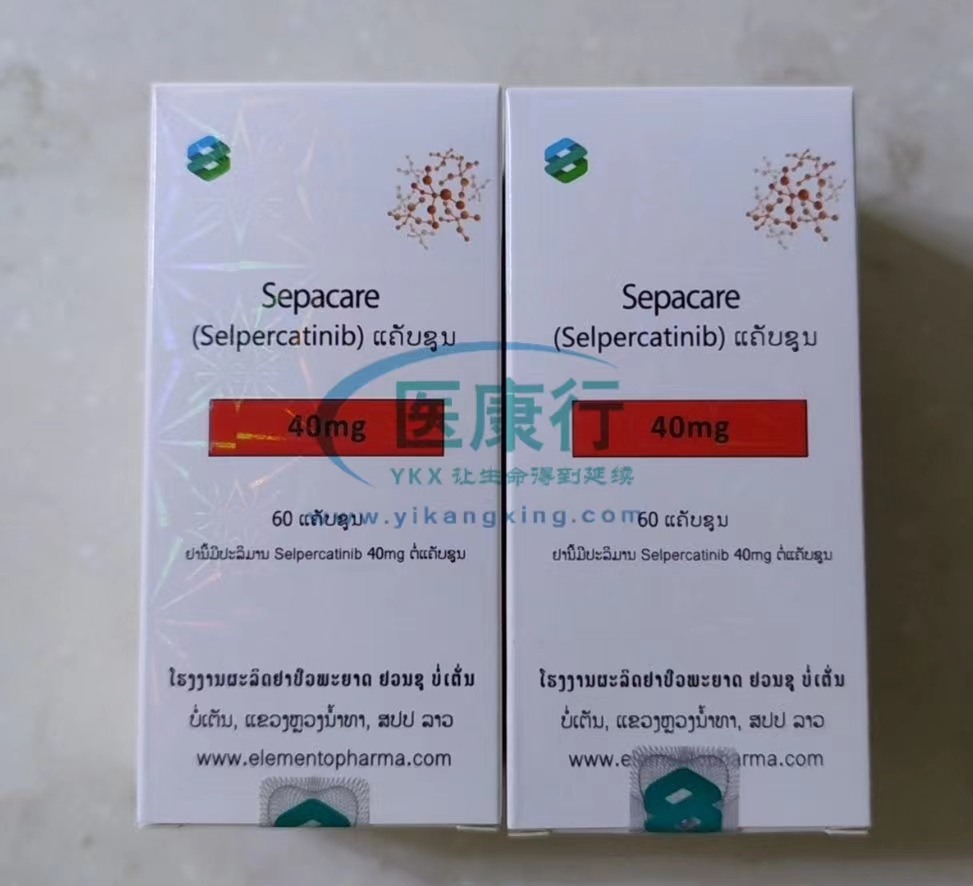 Sepacare
(Selpercatinib) ແຄັບຊູນ
40mg
60 ແຄັບຊູນ
ຢານີ້ມີປະລິມານ Selpercatinib 40mg ຕໍ່ແຄັບຊູນ
ໂຮງງານຜະລິດຢາປົວພະຍາດ ຢວນຊຸ ບໍ່ເຕັ່ນ
ບໍ່ເຕັນ, ແຂວງຫຼວງນ້ຳທາ, ສປປ ລາວ
www.elementopharma.com
Sepacare
(Selpercatinib) ແຄັບຊູນ
40mg
60 ແຄັບຊູນ
ຢານີ້ມີປະລິມານ Selpercatinib 40mg ຕໍ່ແຄັບຊູນ
ໂຮງງານຜະລິດຢາປົວພະຍາດ ຢວນຊຸ ບໍ່ເຕັ່ນ
ບໍ່ເຕັນ, ແຂວງຫຼວງນ້ຳທາ, ສປປ ລາວ
www.e rma.com
医康行
YKX 让生命得到延续
www.yikangxing.com